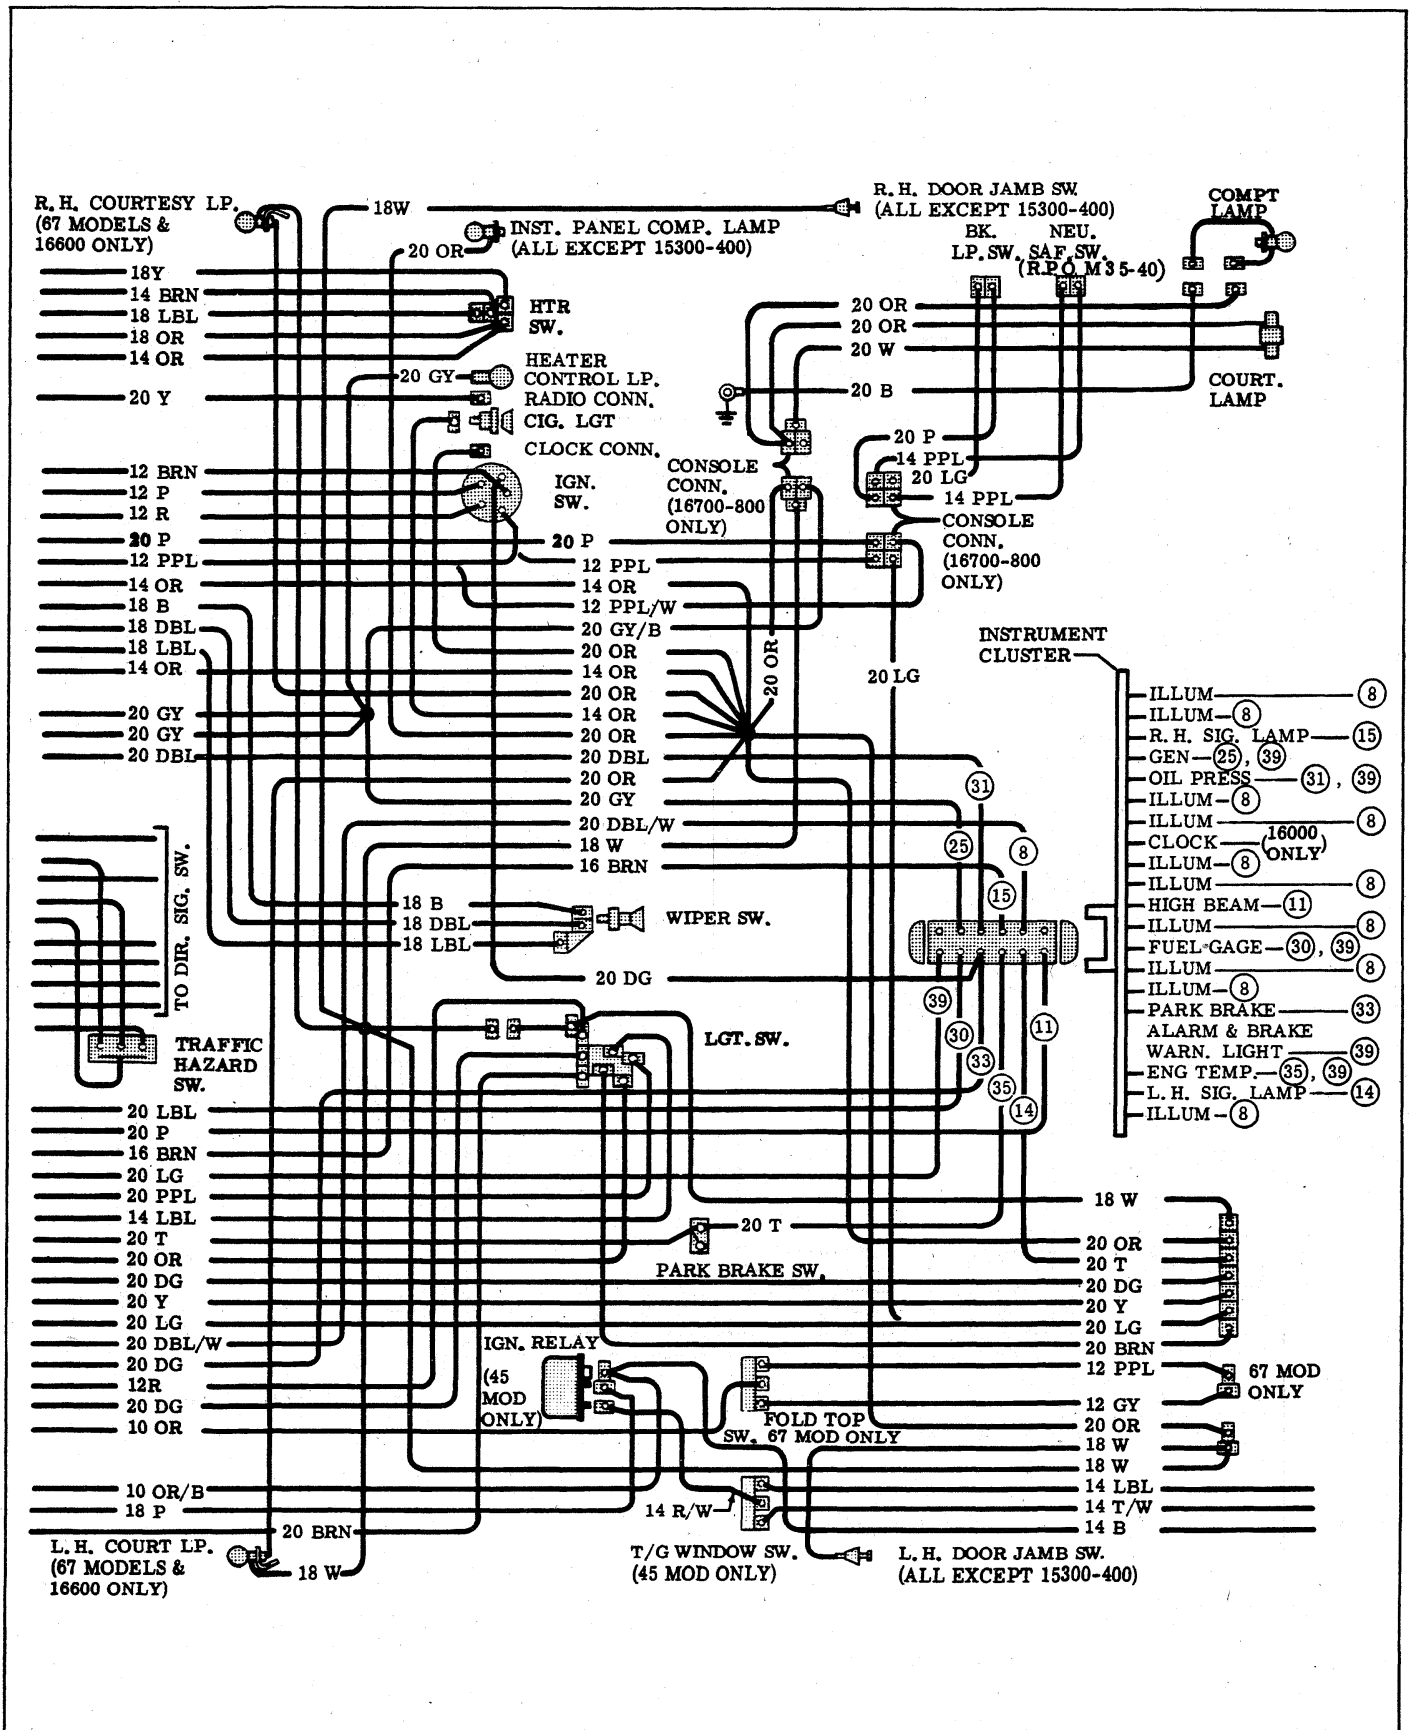 R.H. COURTESY LP.
(67 MODELS &
16600 ONLY)
18W
R.H. DOOR JAMB SW.
(ALL EXCEPT 15300-400)
COMPT
LAMP
20 OR
INST. PANEL COMP. LAMP
(ALL EXCEPT 15300-400)
BK.
LP. SW.
NEU.
SAF. SW.
(R.P.O. M35-40)
18Y
14 BRN
18 LBL
18 OR
14 OR
HTR
SW.
20 OR
20 OR
20 W
20 GY
HEATER
CONTROL LP.
20 Y
RADIO CONN.
CIG. LGT
20 B
COURT.
LAMP
CLOCK CONN.
20 P
14 PPL
20 LG
14 PPL
12 BRN
12 P
12 R
IGN.
SW.
CONSOLE
CONN.
(16700-800
ONLY)
CONSOLE
CONN.
(16700-800
ONLY)
20 P
12 PPL
14 OR
18 B
18 DBL
18 LBL
14 OR
20 GY
20 GY
20 DBL
20 P
12 PPL
14 OR
12 PPL/W
20 GY/B
20 OR
14 OR
20 OR
14 OR
20 OR
20 DBL
20 OR
20 GY
20 DBL/W
18 W
16 BRN
20 OR
20 LG
INSTRUMENT
CLUSTER
ILLUM 8
ILLUM 8
R.H. SIG. LAMP 15
GEN 25, 39
OIL PRESS 31, 39
ILLUM 8
ILLUM 8
CLOCK (16000
ONLY)
ILLUM 8
ILLUM 8
HIGH BEAM 11
ILLUM 8
FUEL GAGE 30, 39
ILLUM 8
ILLUM 8
PARK BRAKE 33
ALARM & BRAKE
WARN. LIGHT 39
ENG TEMP. 35, 39
L.H. SIG. LAMP 14
ILLUM 8
31
25
8
15
39
30
33
35
14
11
TO DIR. SIG. SW.
18 B
18 DBL
18 LBL
WIPER SW.
20 DG
TRAFFIC
HAZARD
SW.
LGT. SW.
20 LBL
20 P
16 BRN
20 LG
20 PPL
14 LBL
20 T
20 OR
20 DG
20 Y
20 LG
20 DBL/W
20 DG
12R
20 DG
10 OR
20 T
PARK BRAKE SW.
18 W
20 OR
20 T
20 DG
20 Y
20 LG
20 BRN
12 PPL
12 GY
20 OR
18 W
18 W
14 LBL
14 T/W
14 B
67 MOD
ONLY
IGN. RELAY
(45
MOD
ONLY)
FOLD TOP
SW. 67 MOD ONLY
10 OR/B
18 P
20 BRN
14 R/W
L.H. COURT LP.
(67 MODELS &
16600 ONLY)
18 W
T/G WINDOW SW.
(45 MOD ONLY)
L.H. DOOR JAMB SW.
(ALL EXCEPT 15300-400)